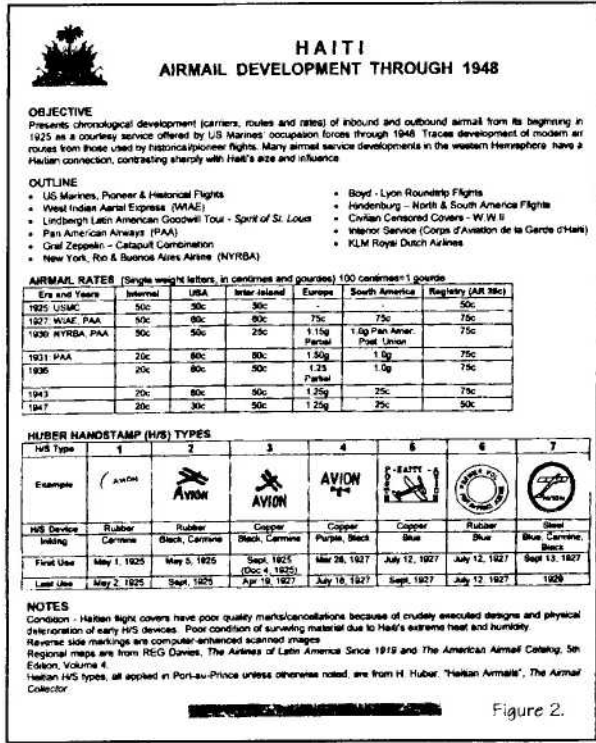 HAITI
AIRMAIL DEVELOPMENT THROUGH 1948
OBJECTIVE
Presents chronological development (carriers, routes and rates) of inbound and outbound airmail from its beginning in
1925 as a courtesy service offered by US Marines' occupation forces through 1948. Traces development of modern air
routes from those used by historical/pioneer flights. Many airmail service developments in the western Hemisphere have a
Haitian connection, contrasting sharply with Haiti's size and influence
OUTLINE
• US Marines, Pioneer & Historical Flights
• West Indian Aerial Express (WIAE)
• Lindbergh Latin American Goodwill Tour - Spirit of St. Louis
• Pan American Airways (PAA)
• Graf Zeppelin - Catapult Combination
• New York, Rio & Buenos Aires Airline (NYRBA)
• Boyd - Lyon Roundtrip Flights
• Hindenburg - North & South America Flights
• Civilian Censored Covers - W.W.II
• Interior Service (Corps d'Aviation de la Garde d'Haiti)
• KLM Royal Dutch Airlines
AIRMAIL RATES (Single weight letters, in centimes and gourdes) 100 centimes=1 gourde
Era and Years Internal USA Inter-Island Europe South America Registry (AR 25c)
1925 USMC 50c 50c 50c - - 50c
1927 WIAE, PAA 50c 60c 60c 75c 75c 75c
1930 NYRBA, PAA 50c 50c 25c 1.15g Partial 1.0g Pan Amer. Post. Union 75c
1931 PAA 20c 60c 60c 1.50g 1.0g 75c
1936 20c 60c 50c 1.25 Partial 1.0g 75c
1943 20c 60c 50c 1.25g 25c 75c
1947 20c 30c 50c 1.25g 25c 50c
HUBER HANDSTAMP (H/S) TYPES
H/S Type 1 2 3 4 5 6 7
Example AVION AVION AVION AVION
H/S Device Rubber Rubber Copper Copper Copper Rubber Steel
Inking Carmine Black, Carmine Black, Carmine Purple, Black Blue Blue Blue, Carmine, Black
First Use May 1, 1925 May 5, 1925 Sept, 1925 (Doc 4, 1925) Mar 28, 1927 July 12, 1927 July 12, 1927 Sept 13, 1927
Last Use May 2, 1925 Sept, 1925 Apr 19, 1927 July 16, 1927 Sept, 1927 July 12, 1927 1929
NOTES
Condition - Haitian flight covers have poor quality marks/cancellations because of crudely executed designs and physical
deterioration of early H/S devices. Poor condition of surviving material due to Haiti's extreme heat and humidity.
Reverse side markings are computer-enhanced scanned images
Regional maps are from REG Davies, The Airlines of Latin America Since 1919 and The American Airmail Catalog, 5th
Edition, Volume 4.
Haitian H/S types, all applied in Port-au-Prince unless otherwise noted, are from H. Huber. "Haitian Airmails", The Airmail
Collector
Figure 2.